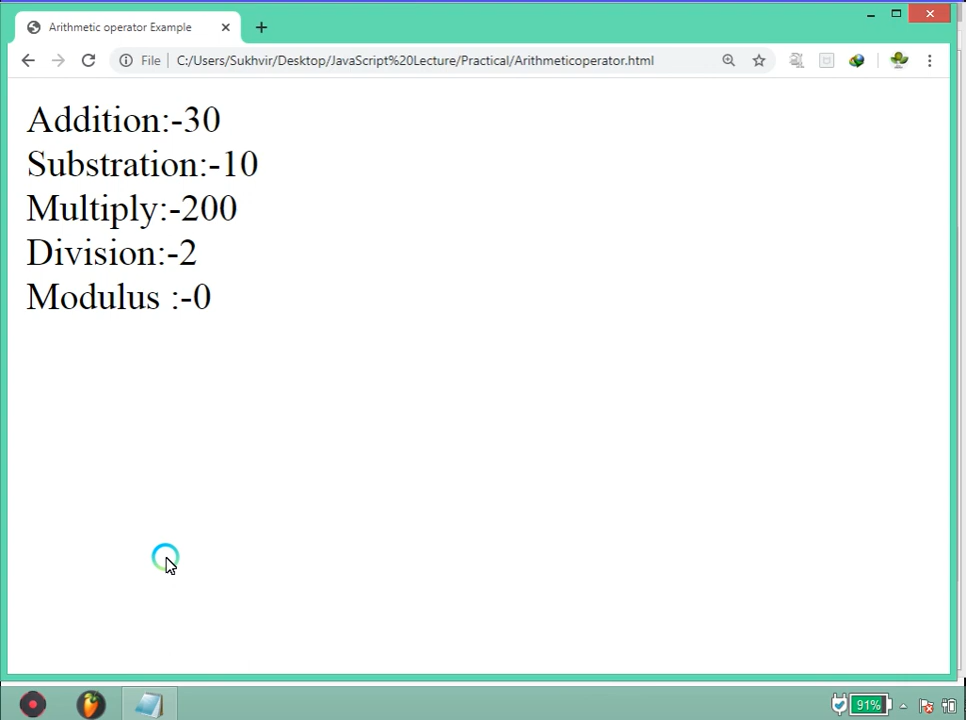 Arithmetic operator Example
File C:/Users/Sukhvir/Desktop/JavaScript%20Lecture/Practical/Arithmeticoperator.html
Addition:-30
Substration:-10
Multiply:-200
Division:-2
Modulus :-0
91%